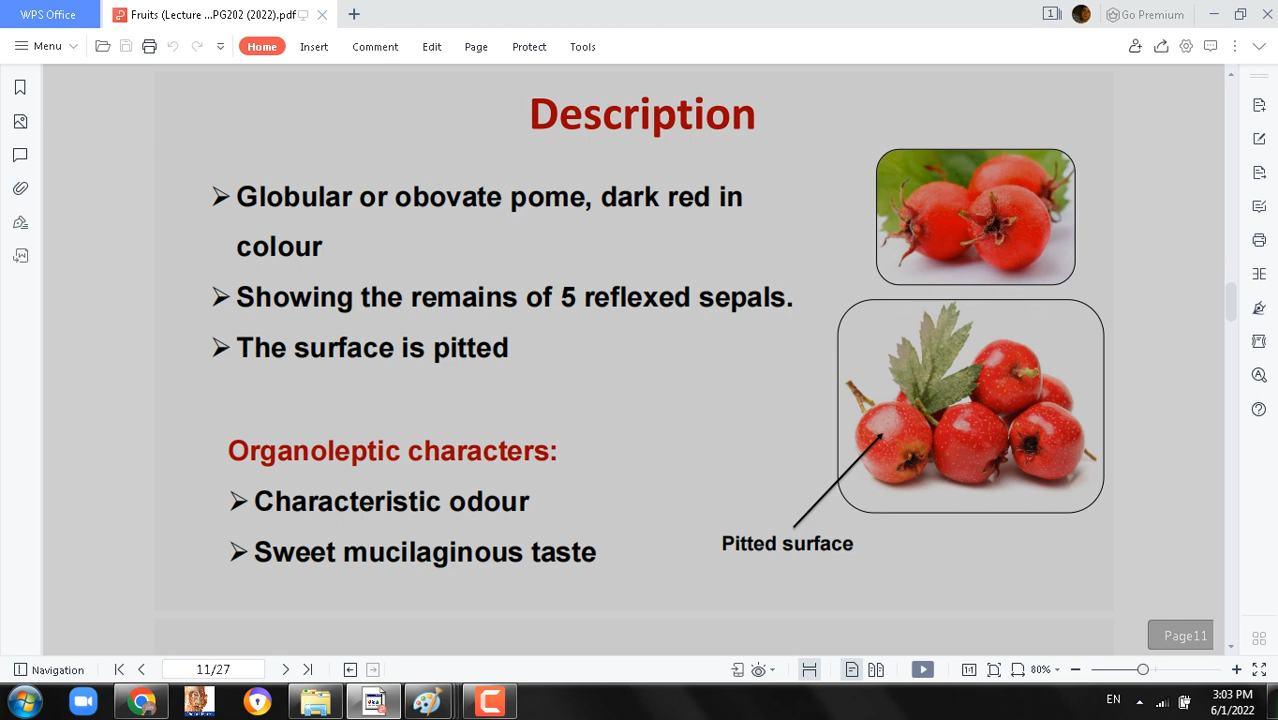 WPS Office
Fruits (Lecture ...PG202 (2022).pdf
1
Go Premium
Menu
Home
Insert
Comment
Edit
Page
Protect
Tools
Description
Globular or obovate pome, dark red in
colour
Showing the remains of 5 reflexed sepals.
The surface is pitted
Organoleptic characters:
Characteristic odour
Sweet mucilaginous taste
Pitted surface
Page11
Navigation
11/27
80%
EN
3:03 PM
6/1/2022